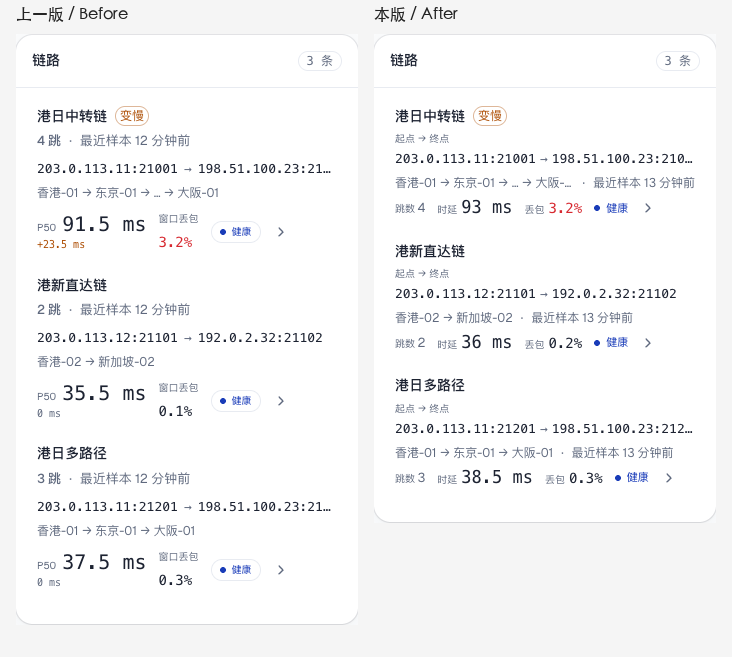 上一版 / Before
链路
3 条
港日中转链 变慢
4 跳 · 最近样本 12 分钟前
203.0.113.11:21001 → 198.51.100.23:21…
香港-01 → 东京-01 → … → 大阪-01
P50 91.5 ms 窗口丢包
+23.5 ms 3.2% 健康
港新直达链
2 跳 · 最近样本 12 分钟前
203.0.113.12:21101 → 192.0.2.32:21102
香港-02 → 新加坡-02
P50 35.5 ms 窗口丢包
0 ms 0.1% 健康
港日多路径
3 跳 · 最近样本 12 分钟前
203.0.113.11:21201 → 198.51.100.23:21…
香港-01 → 东京-01 → 大阪-01
P50 37.5 ms 窗口丢包
0 ms 0.3% 健康
本版 / After
链路
3 条
港日中转链 变慢
起点 → 终点
203.0.113.11:21001 → 198.51.100.23:210…
香港-01 → 东京-01 → … → 大阪-… · 最近样本 13 分钟前
跳数 4 时延 93 ms 丢包 3.2% 健康
港新直达链
起点 → 终点
203.0.113.12:21101 → 192.0.2.32:21102
香港-02 → 新加坡-02 · 最近样本 13 分钟前
跳数 2 时延 36 ms 丢包 0.2% 健康
港日多路径
起点 → 终点
203.0.113.11:21201 → 198.51.100.23:212…
香港-01 → 东京-01 → 大阪-01 · 最近样本 13 分钟前
跳数 3 时延 38.5 ms 丢包 0.3% 健康